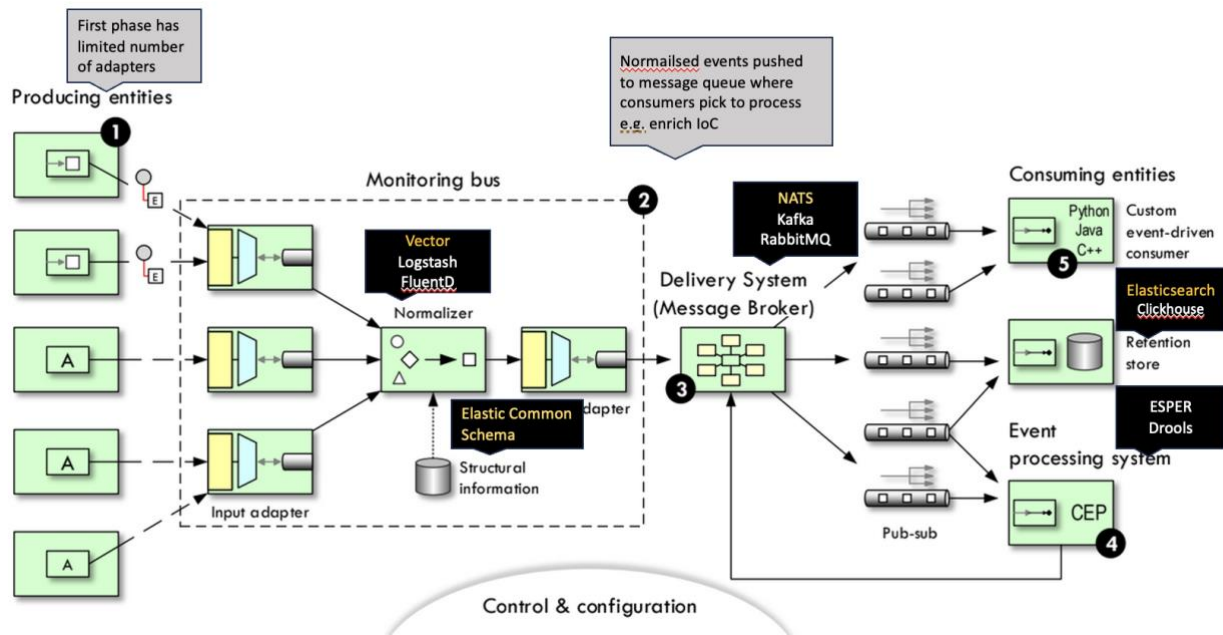 First phase has
limited number
of adapters
Producing entities
1
E
E
A
A
A
Monitoring bus
2
Vector
Logstash
FluentD
Normalizer
Elastic Common
Schema
dapter
Structural
information
Input adapter
Normailsed events pushed
to message queue where
consumers pick to process
e.g. enrich IoC
NATS
Kafka
RabbitMQ
Delivery System
(Message Broker)
3
Pub-sub
Consuming entities
Python
Java
C++
5
Custom
event-driven
consumer
Elasticsearch
Clickhouse
Retention
store
ESPER
Drools
Event
processing system
CEP
4
Control & configuration